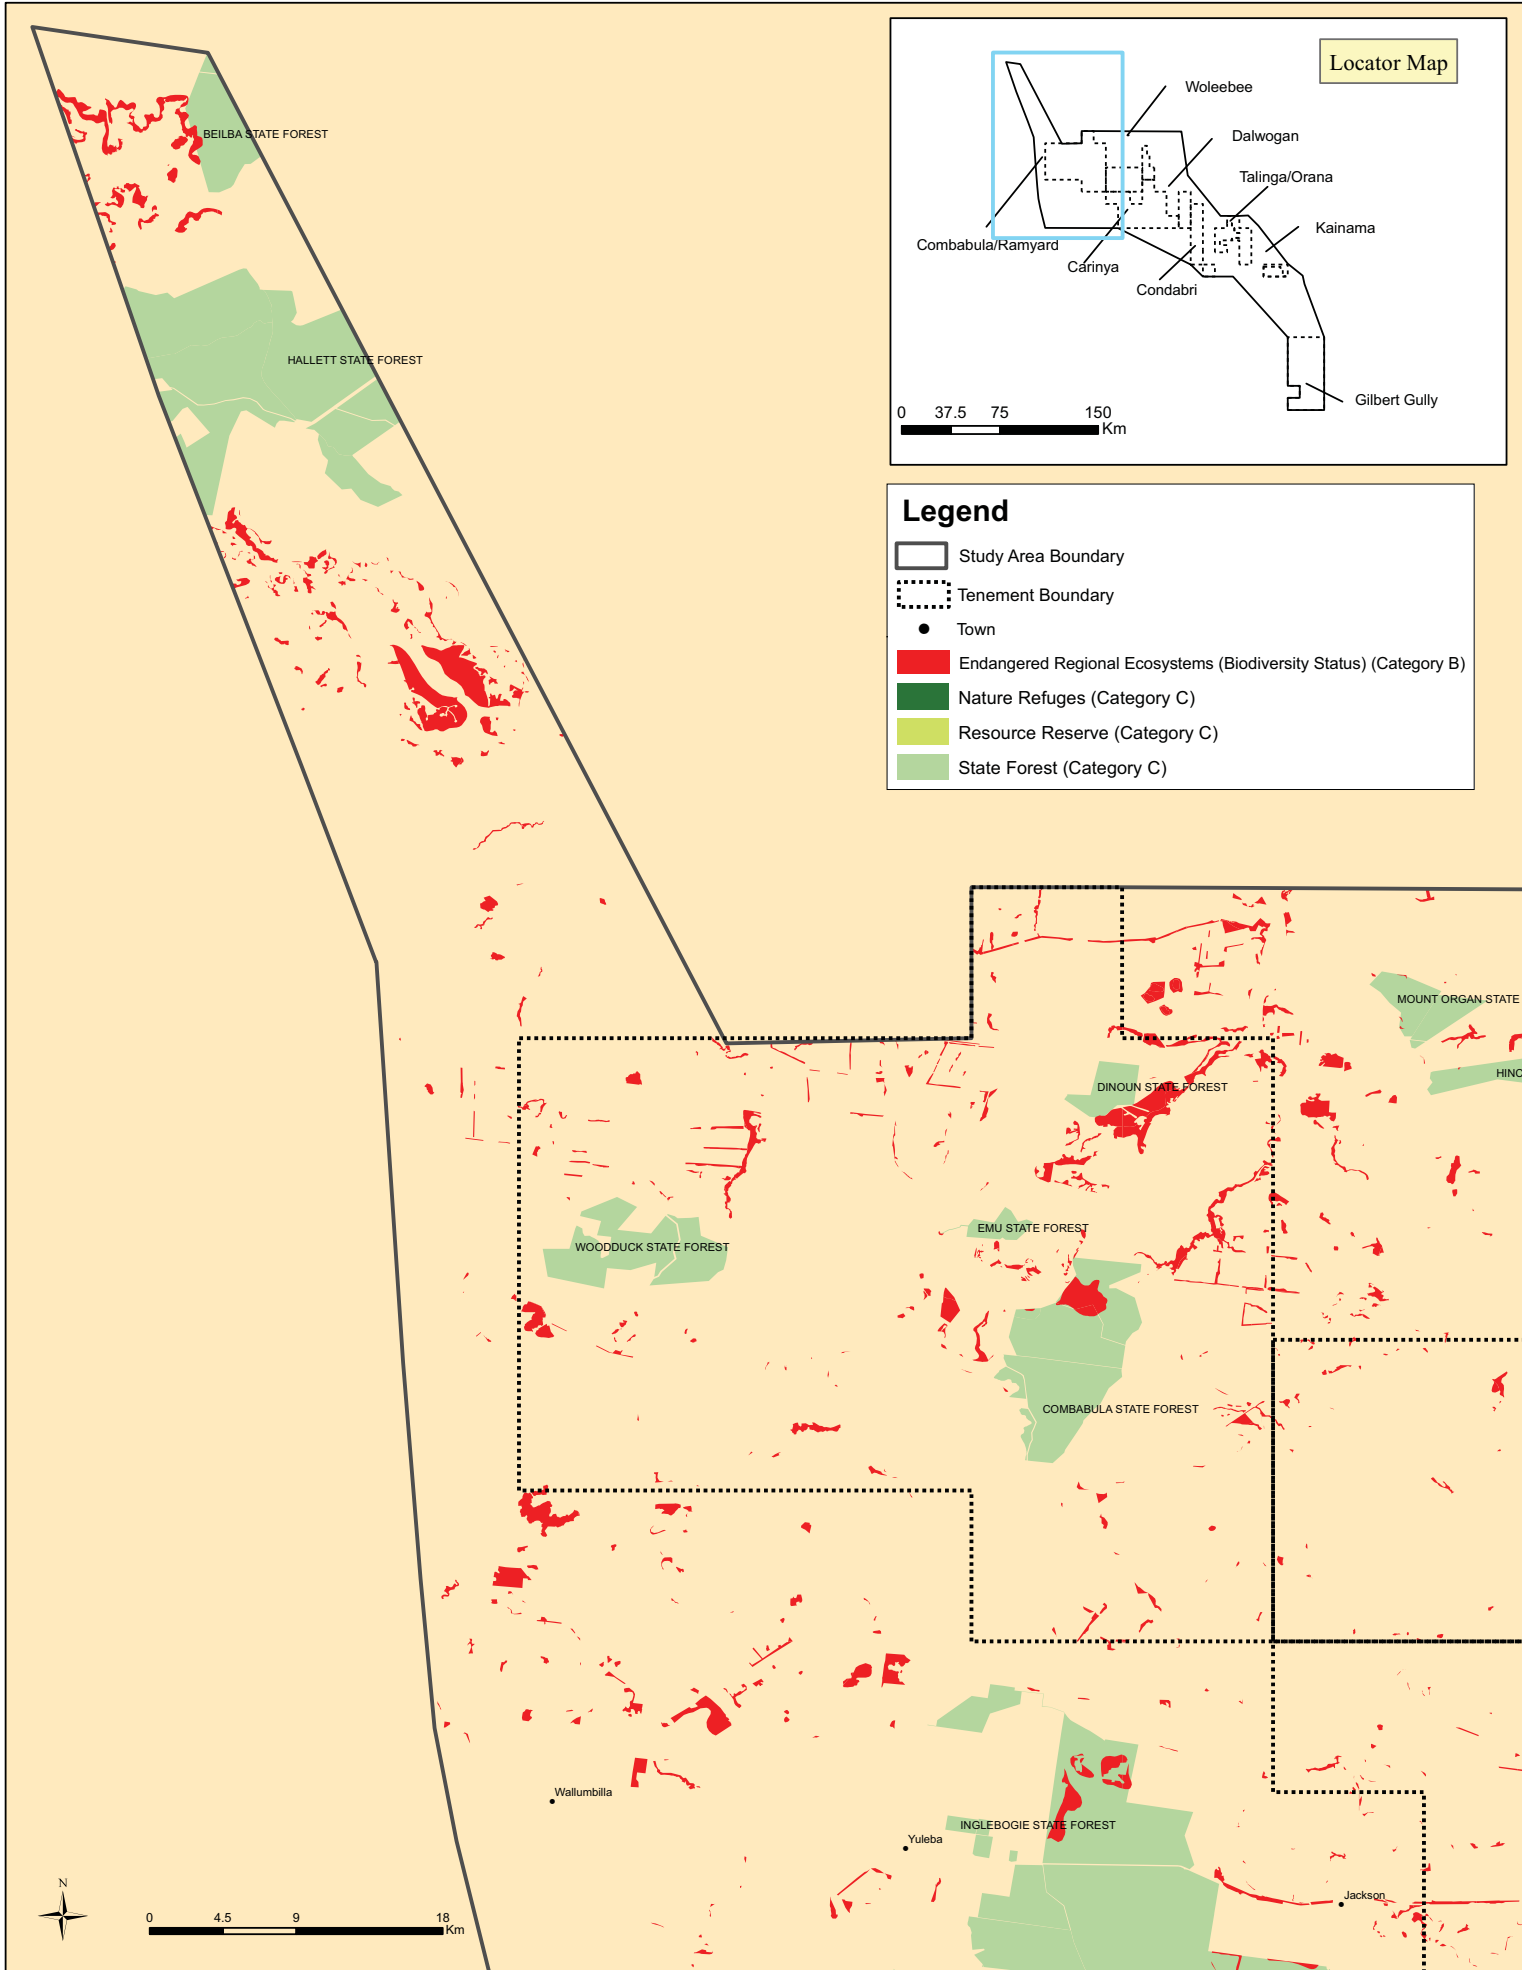 Locator Map
Woleebee
Dalwogan
Talinga/Orana
Kainama
Combabula/Ramyard
Carinya
Condabri
Gilbert Gully
0 37.5 75 150
Km
Legend
Study Area Boundary
Tenement Boundary
Town
Endangered Regional Ecosystems (Biodiversity Status) (Category B)
Nature Refuges (Category C)
Resource Reserve (Category C)
State Forest (Category C)
BEILBA STATE FOREST
HALLETT STATE FOREST
MOUNT ORGAN STATE
HINO
DINOUN STATE FOREST
EMU STATE FOREST
WOODDUCK STATE FOREST
COMBABULA STATE FOREST
Wallumbilla
INGLEBOGIE STATE FOREST
Yuleba
Jackson
N
0 4.5 9 18
Km